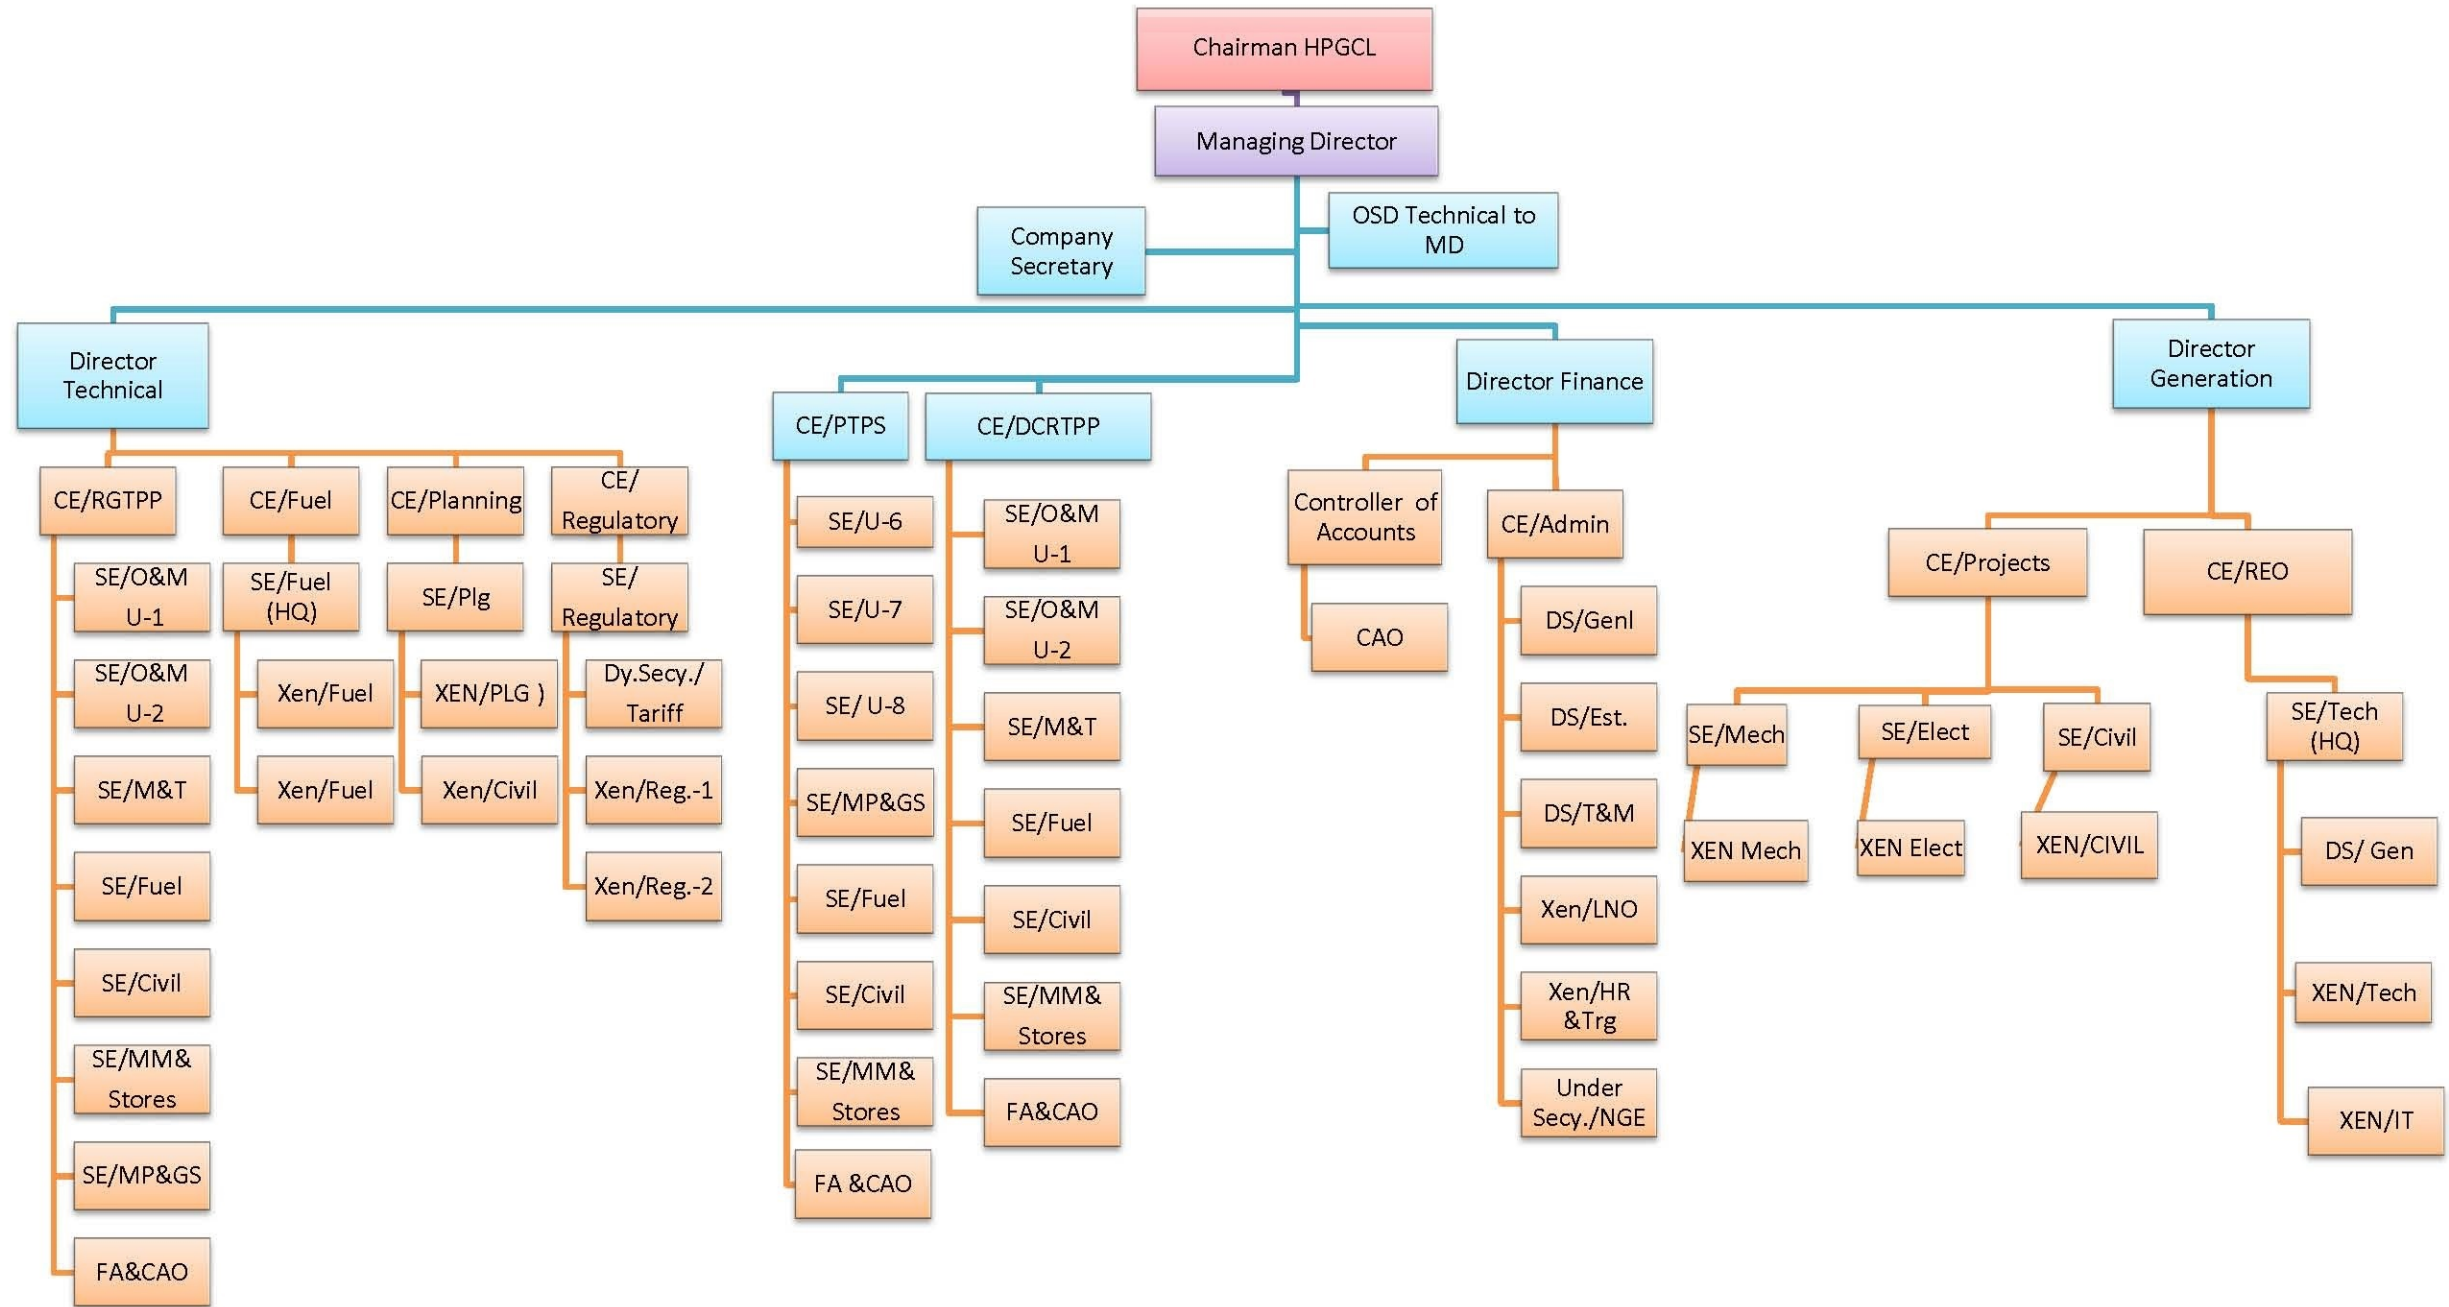 Chairman HPGCL
Managing Director
OSD Technical to
MD
Company
Secretary
Director
Technical
CE/RGTPP
SE/O&M
U-1
SE/O&M
U-2
SE/M&T
SE/Fuel
SE/Civil
SE/MM&
Stores
SE/MP&GS
FA&CAO
CE/Fuel
SE/Fuel
(HQ)
Xen/Fuel
Xen/Fuel
CE/Planning
SE/Plg
XEN/PLG )
Xen/Civil
CE/
Regulatory
SE/
Regulatory
Dy.Secy./
Tariff
Xen/Reg.-1
Xen/Reg.-2
CE/PTPS
SE/U-6
SE/U-7
SE/ U-8
SE/MP&GS
SE/Fuel
SE/Civil
SE/MM&
Stores
FA &CAO
CE/DCRTPP
SE/O&M
U-1
SE/O&M
U-2
SE/M&T
SE/Fuel
SE/Civil
SE/MM&
Stores
FA&CAO
Director Finance
Controller of
Accounts
CAO
CE/Admin
DS/Genl
DS/Est.
DS/T&M
Xen/LNO
Xen/HR
&Trg
Under
Secy./NGE
Director
Generation
CE/Projects
SE/Mech
XEN Mech
SE/Elect
XEN Elect
SE/Civil
XEN/CIVIL
CE/REO
SE/Tech
(HQ)
DS/ Gen
XEN/Tech
XEN/IT